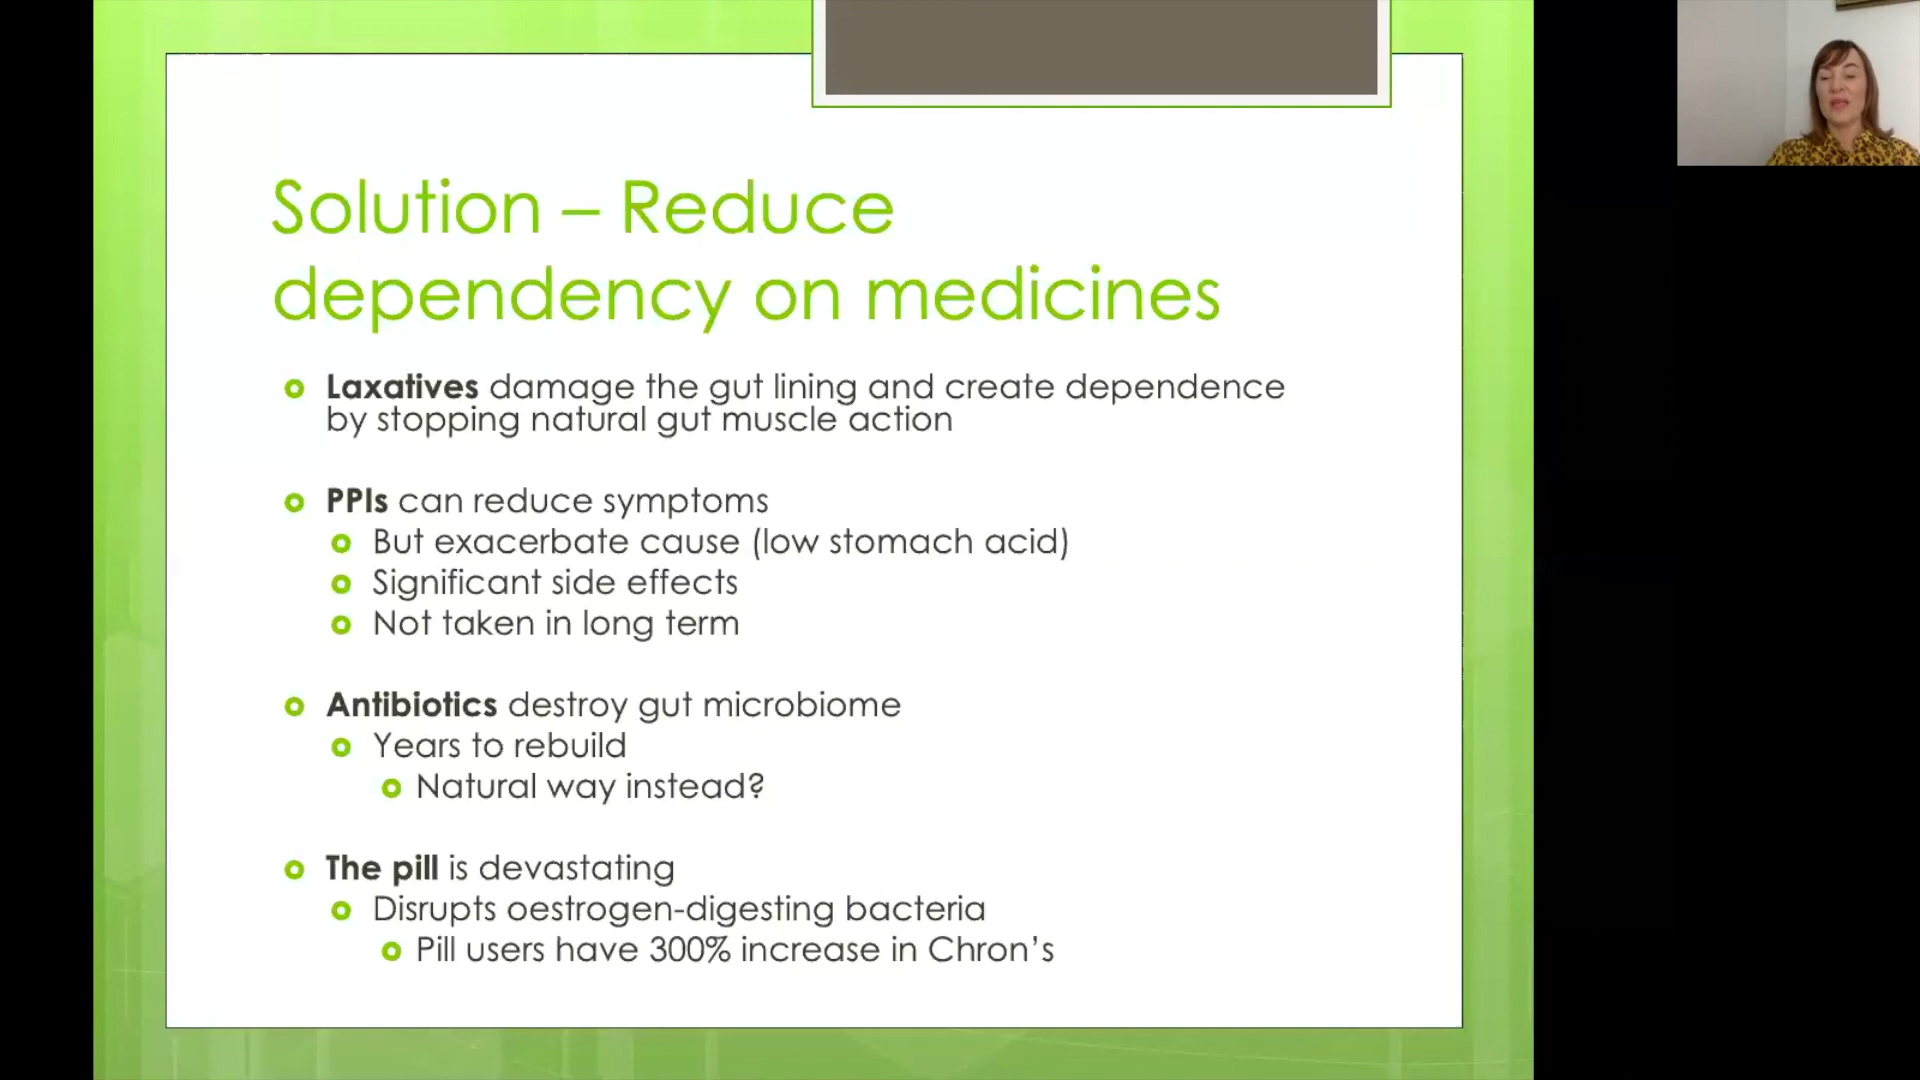 Solution – Reduce
dependency on medicines
Laxatives damage the gut lining and create dependence
by stopping natural gut muscle action
PPIs can reduce symptoms
But exacerbate cause (low stomach acid)
Significant side effects
Not taken in long term
Antibiotics destroy gut microbiome
Years to rebuild
Natural way instead?
The pill is devastating
Disrupts oestrogen-digesting bacteria
Pill users have 300% increase in Chron’s